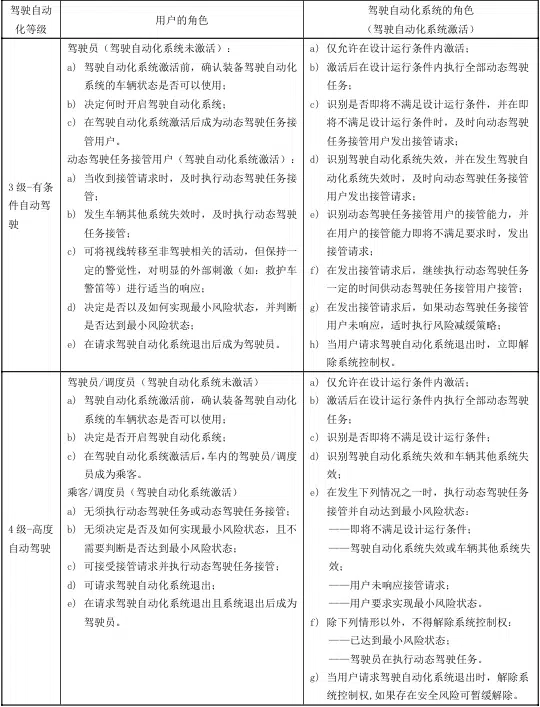 驾驶自动
化等级
用户的角色
驾驶自动化系统的角色
（驾驶自动化系统激活）
3 级-有条
件自动驾
驶
驾驶员（驾驶自动化系统未激活）：
a) 驾驶自动化系统激活前，确认装备驾驶自动化
系统的车辆状态是否可以使用；
b) 决定何时开启驾驶自动化系统；
c) 在驾驶自动化系统激活后成为动态驾驶任务接
管用户。
动态驾驶任务接管用户（驾驶自动化系统激活）：
a) 当收到接管请求时，及时执行动态驾驶任务接
管；
b) 发生车辆其他系统失效时，及时执行动态驾驶
任务接管；
c) 可将视线转移至非驾驶相关的活动，但保持一
定的警觉性，对明显的外部刺激（如：救护车
警笛等）进行适当的响应；
d) 决定是否以及如何实现最小风险状态，并判断
是否达到最小风险状态；
e) 在请求驾驶自动化系统退出后成为驾驶员。
a) 仅允许在设计运行条件内激活；
b) 激活后在设计运行条件内执行全部动态驾驶
任务；
c) 识别是否即将不满足设计运行条件，并在即
将不满足设计运行条件时，及时向动态驾驶
任务接管用户发出接管请求；
d) 识别驾驶自动化系统失效，并在发生驾驶自
动化系统失效时，及时向动态驾驶任务接管
用户发出接管请求；
e) 识别动态驾驶任务接管用户的接管能力，并
在用户的接管能力即将不满足要求时，发出
接管请求；
f) 在发出接管请求后，继续执行动态驾驶任务
一定的时间供动态驾驶任务接管用户接管；
g) 在发出接管请求后，如果动态驾驶任务接管
用户未响应，适时执行风险减缓策略；
h) 当用户请求驾驶自动化系统退出时，立即解
除系统控制权。
4 级-高度
自动驾驶
驾驶员/调度员（驾驶自动化系统未激活）
a) 驾驶自动化系统激活前，确认装备驾驶自动化
系统的车辆状态是否可以使用；
b) 决定是否开启驾驶自动化系统；
c) 在驾驶自动化系统激活后，车内的驾驶员/调度
员成为乘客。
乘客/调度员（驾驶自动化系统激活）
a) 无须执行动态驾驶任务或动态驾驶任务接管；
b) 无须决定是否及如何实现最小风险状态，且不
需要判断是否达到最小风险状态；
c) 可接受接管请求并执行动态驾驶任务接管；
d) 可请求驾驶自动化系统退出；
e) 在请求驾驶自动化系统退出且系统退出后成为
驾驶员。
a) 仅允许在设计运行条件内激活；
b) 激活后在设计运行条件内执行全部动态驾驶
任务；
c) 识别是否即将不满足设计运行条件；
d) 识别驾驶自动化系统失效和车辆其他系统失
效；
e) 在发生下列情况之一时，执行动态驾驶任务
接管并自动达到最小风险状态：
——即将不满足设计运行条件；
——驾驶自动化系统失效或车辆其他系统失
效；
——用户未响应接管请求；
——用户要求实现最小风险状态。
f) 除下列情形以外，不得解除系统控制权：
——已达到最小风险状态；
——驾驶员在执行动态驾驶任务。
g) 当用户请求驾驶自动化系统退出时，解除系
统控制权,如果存在安全风险可暂缓解除。